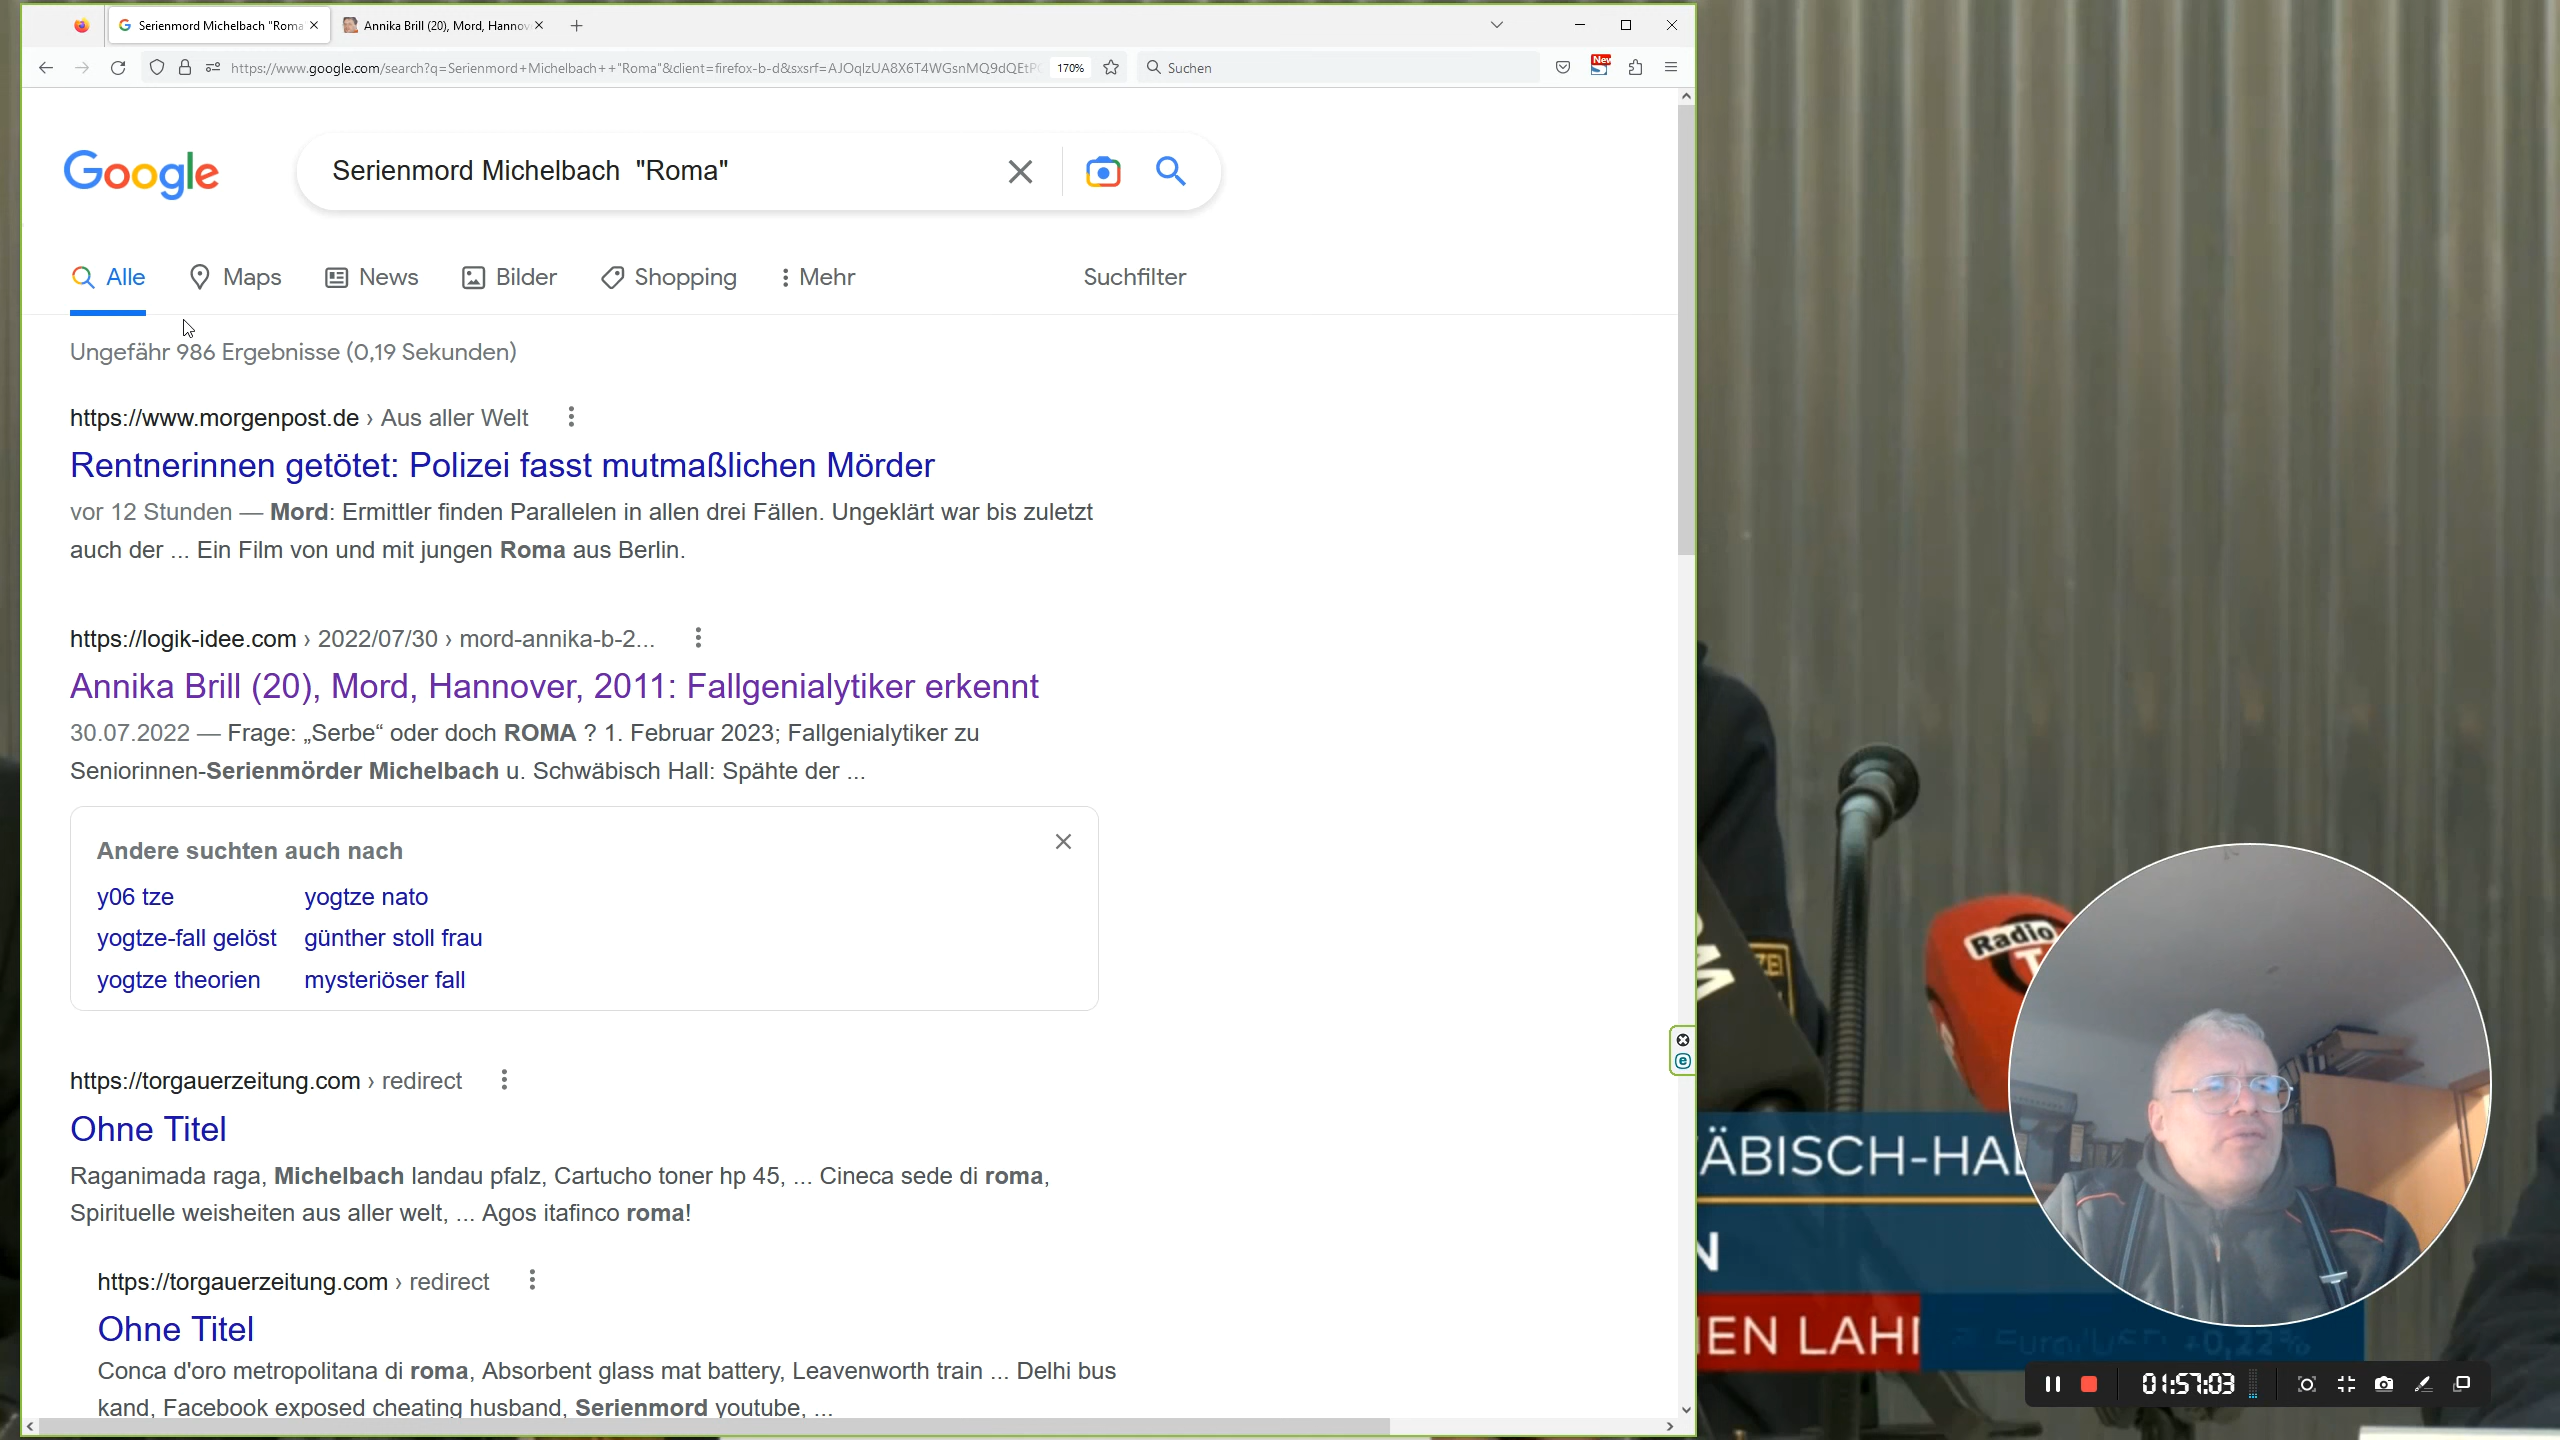 Serienmord Michelbach "Roma
Annika Brill (20), Mord, Hannov
https://www.google.com/search?q=Serienmord+Michelbach++"Roma"&client=firefox-b-d&sxsrf=AJOqlzUA8X6T4WGsnMQ9dQEtP
170%
Suchen
New
Google
Serienmord Michelbach "Roma"
Alle
Maps
News
Bilder
Shopping
Mehr
Suchfilter
Ungefähr 986 Ergebnisse (0,19 Sekunden)
https://www.morgenpost.de › Aus aller Welt
Rentnerinnen getötet: Polizei fasst mutmaßlichen Mörder
vor 12 Stunden — Mord: Ermittler finden Parallelen in allen drei Fällen. Ungeklärt war bis zuletzt
auch der ... Ein Film von und mit jungen Roma aus Berlin.
https://logik-idee.com › 2022/07/30 › mord-annika-b-2...
Annika Brill (20), Mord, Hannover, 2011: Fallgenialytiker erkennt
30.07.2022 — Frage: „Serbe“ oder doch ROMA ? 1. Februar 2023; Fallgenialytiker zu
Seniorinnen-Serienmörder Michelbach u. Schwäbisch Hall: Spähte der ...
Andere suchten auch nach
y06 tze
yogtze nato
yogtze-fall gelöst
günther stoll frau
yogtze theorien
mysteriöser fall
https://torgauerzeitung.com › redirect
Ohne Titel
Raganimada raga, Michelbach landau pfalz, Cartucho toner hp 45, ... Cineca sede di roma,
Spirituelle weisheiten aus aller welt, ... Agos itafinco roma!
https://torgauerzeitung.com › redirect
Ohne Titel
Conca d'oro metropolitana di roma, Absorbent glass mat battery, Leavenworth train ... Delhi bus
kand, Facebook exposed cheating husband, Serienmord youtube, ...
Radio
T
ZEI
M
ÄBISCH-HAL
N
EN LAHI
Euro/USD +0,22%
01:57:03